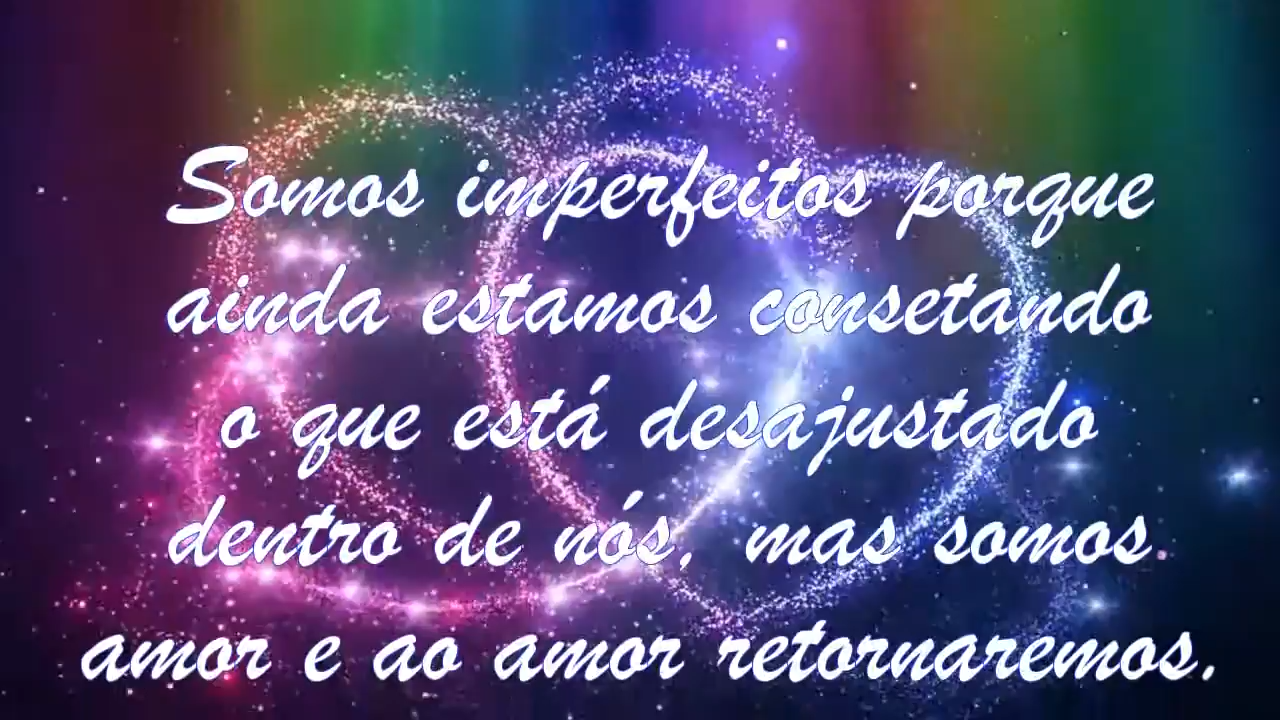 Somos imperfeitos porque
ainda estamos consetando
o que está desajustado
dentro de nós, mas somos
amor e ao amor retornaremos.